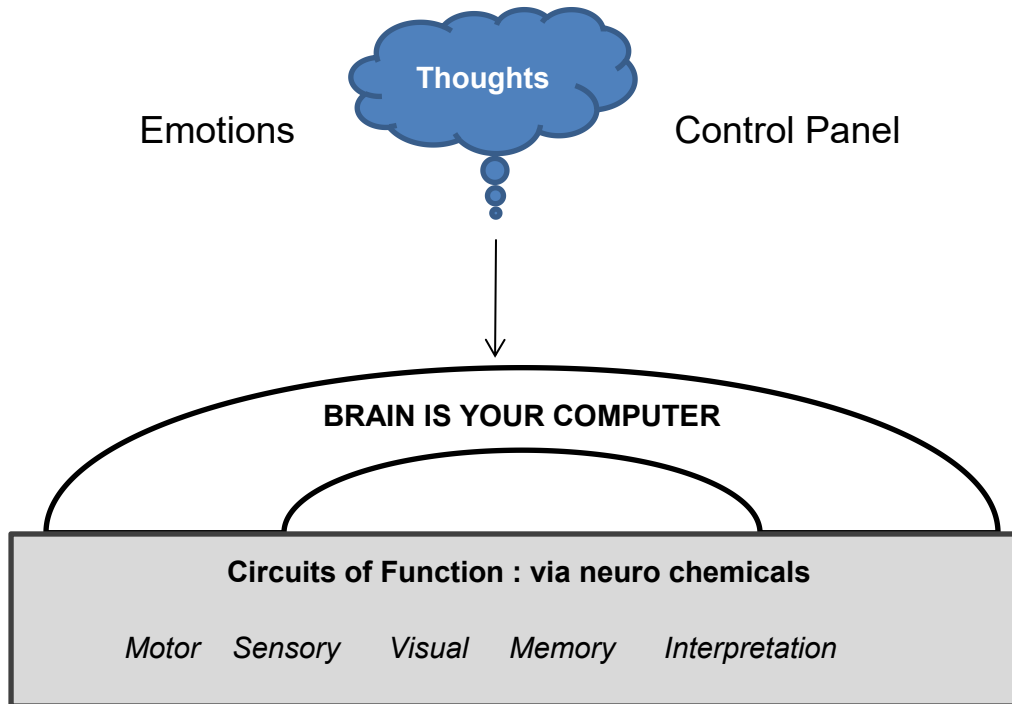 Thoughts
Emotions
Control Panel
BRAIN IS YOUR COMPUTER
Circuits of Function : via neuro chemicals
Motor Sensory Visual Memory Interpretation